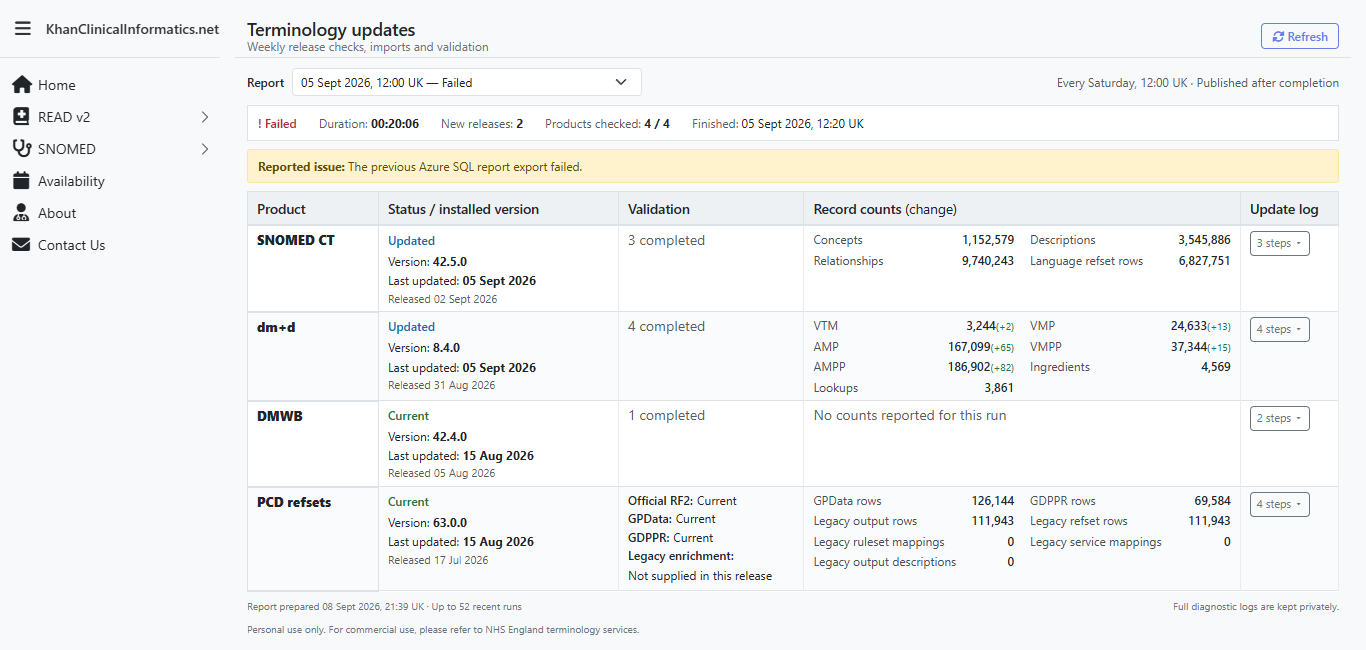 KhanClinicalInformatics.net
Home
READ v2
SNOMED
Availability
About
Contact Us
Terminology updates
Weekly release checks, imports and validation
Refresh
Report 05 Sept 2026, 12:00 UK — Failed
Every Saturday, 12:00 UK · Published after completion
! Failed Duration: 00:20:06 New releases: 2 Products checked: 4 / 4 Finished: 05 Sept 2026, 12:20 UK
Reported issue: The previous Azure SQL report export failed.
Product Status / installed version Validation Record counts (change) Update log
SNOMED CT
Updated
Version: 42.5.0
Last updated: 05 Sept 2026
Released 02 Sept 2026
3 completed
Concepts 1,152,579 Descriptions 3,545,886
Relationships 9,740,243 Language refset rows 6,827,751
3 steps
dm+d
Updated
Version: 8.4.0
Last updated: 05 Sept 2026
Released 31 Aug 2026
4 completed
VTM 3,244(+2) VMP 24,633(+13)
AMP 167,099(+65) VMPP 37,344(+15)
AMPP 186,902(+82) Ingredients 4,569
Lookups 3,861
4 steps
DMWB
Current
Version: 42.4.0
Last updated: 15 Aug 2026
Released 05 Aug 2026
1 completed
No counts reported for this run
2 steps
PCD refsets
Current
Version: 63.0.0
Last updated: 15 Aug 2026
Released 17 Jul 2026
Official RF2: Current
GPData: Current
GDPPR: Current
Legacy enrichment:
Not supplied in this release
GPData rows 126,144 GDPPR rows 69,584
Legacy output rows 111,943 Legacy refset rows 111,943
Legacy ruleset mappings 0 Legacy service mappings 0
Legacy output descriptions 0
4 steps
Report prepared 08 Sept 2026, 21:39 UK · Up to 52 recent runs
Full diagnostic logs are kept privately.
Personal use only. For commercial use, please refer to NHS England terminology services.